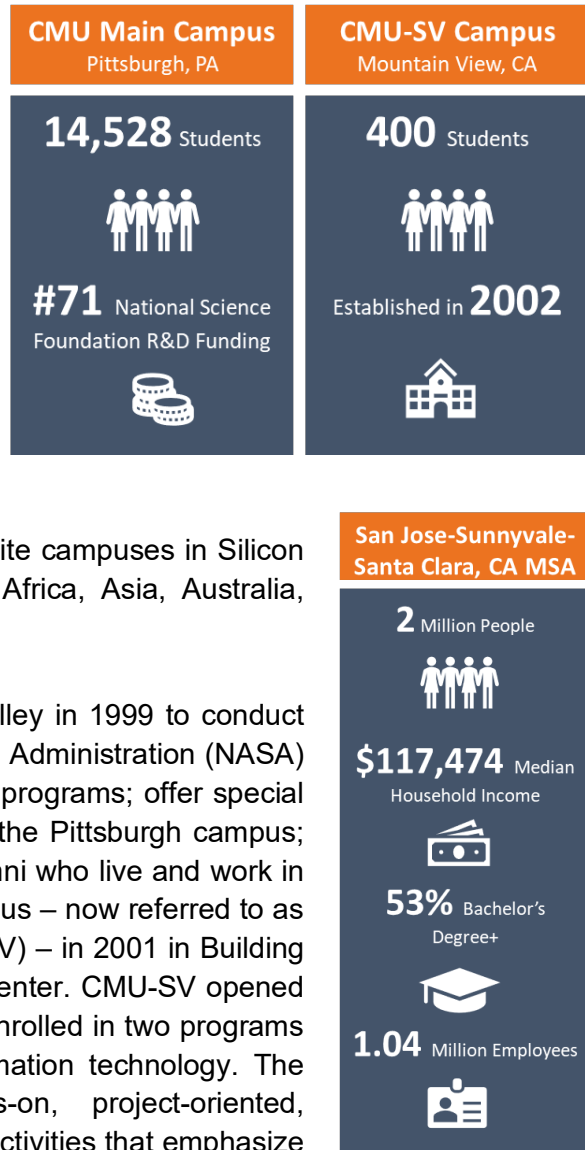 CMU Main Campus
Pittsburgh, PA
14,528 Students
#71 National Science
Foundation R&D Funding
CMU-SV Campus
Mountain View, CA
400 Students
Established in 2002
ite campuses in Silicon
Africa, Asia, Australia,
lley in 1999 to conduct
Administration (NASA)
programs; offer special
the Pittsburgh campus;
nni who live and work in
us – now referred to as
V) – in 2001 in Building
enter. CMU-SV opened
nrolled in two programs
mation technology. The
s-on, project-oriented,
ctivities that emphasize
San Jose-Sunnyvale-
Santa Clara, CA MSA
2 Million People
$117,474 Median
Household Income
53% Bachelor's
Degree+
1.04 Million Employees